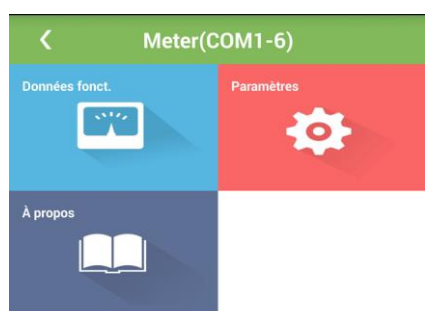 Meter(COM1-6)
Données fonct.
Paramètres
À propos